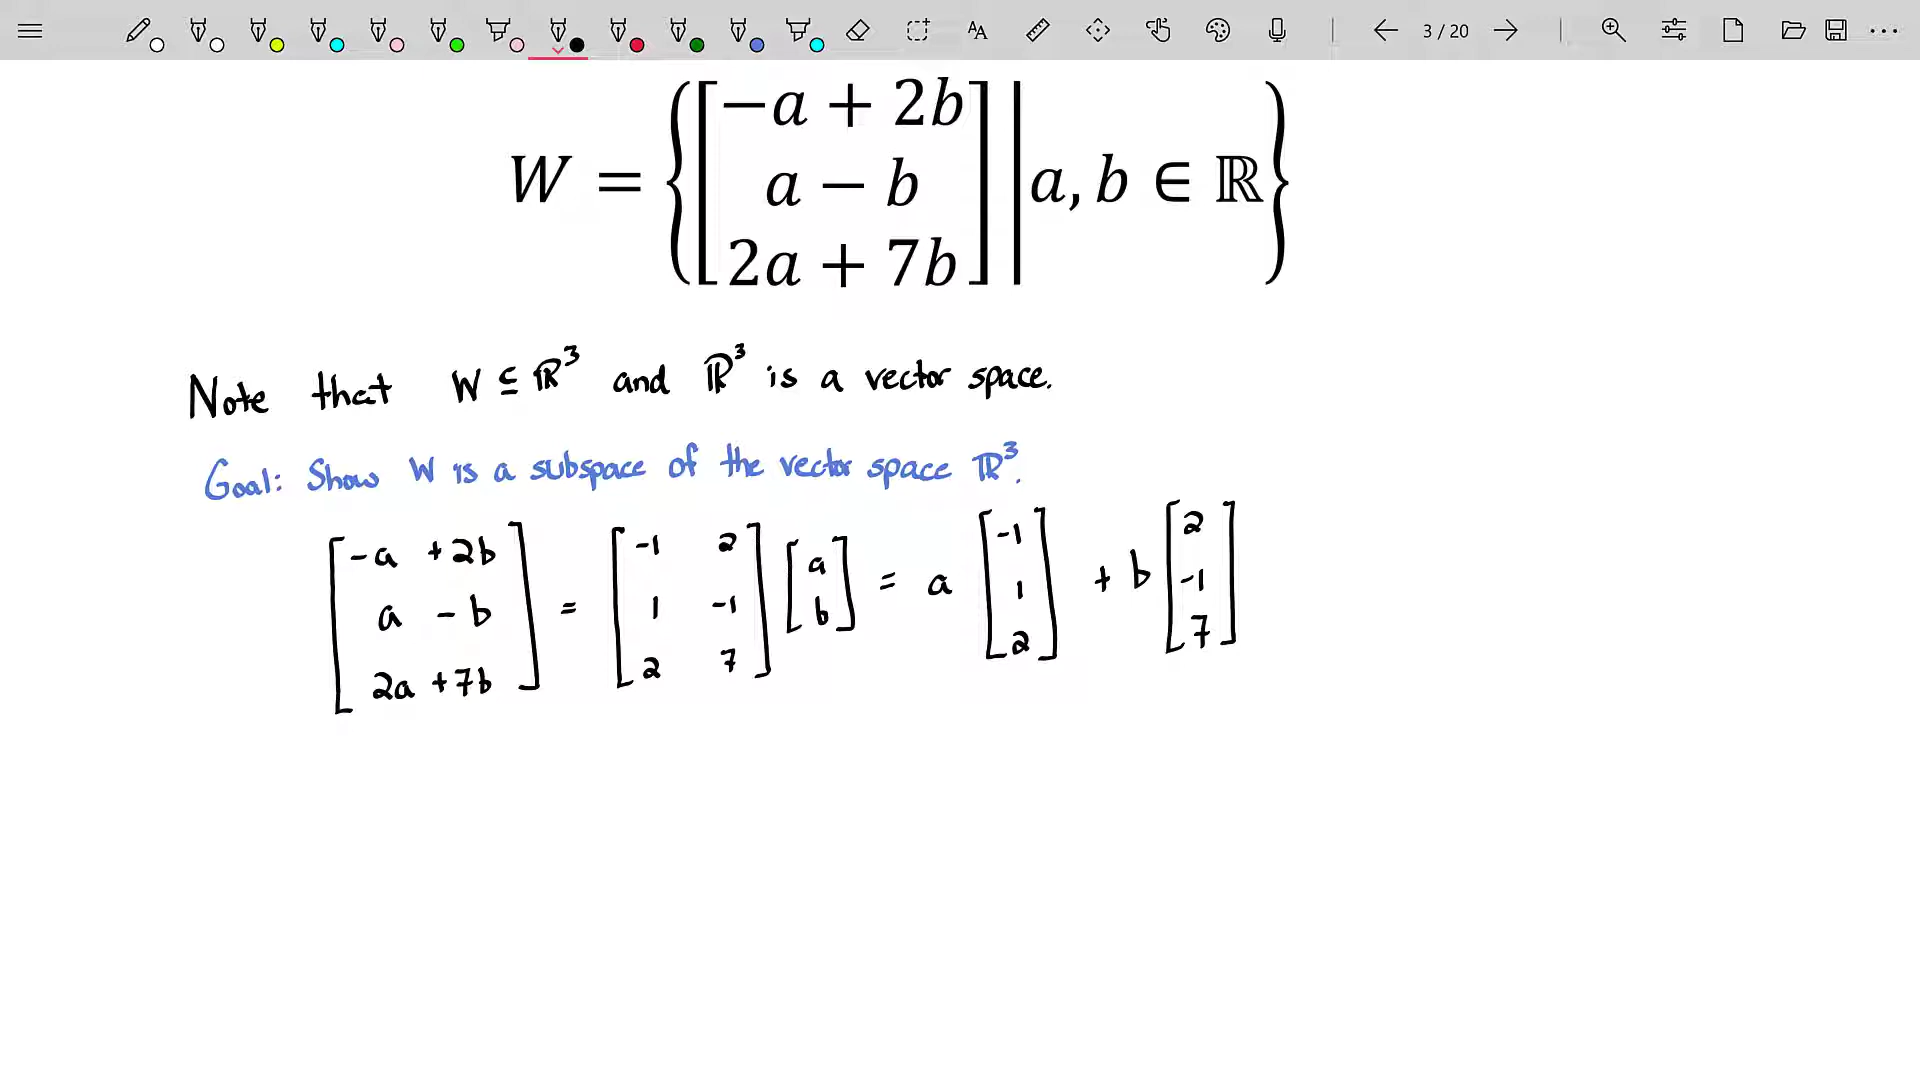 3 / 20
W = { [ -a + 2b ; a - b ; 2a + 7b ] | a, b ∈ ℝ }
Note that W ⊆ ℝ³ and ℝ³ is a vector space.
Goal: Show W is a subspace of the vector space ℝ³.
[ -a +2b ; a - b ; 2a +7b ] = [ -1 2 ; 1 -1 ; 2 7 ] [ a ; b ] = a [ -1 ; 1 ; 2 ] + b [ 2 ; -1 ; 7 ]